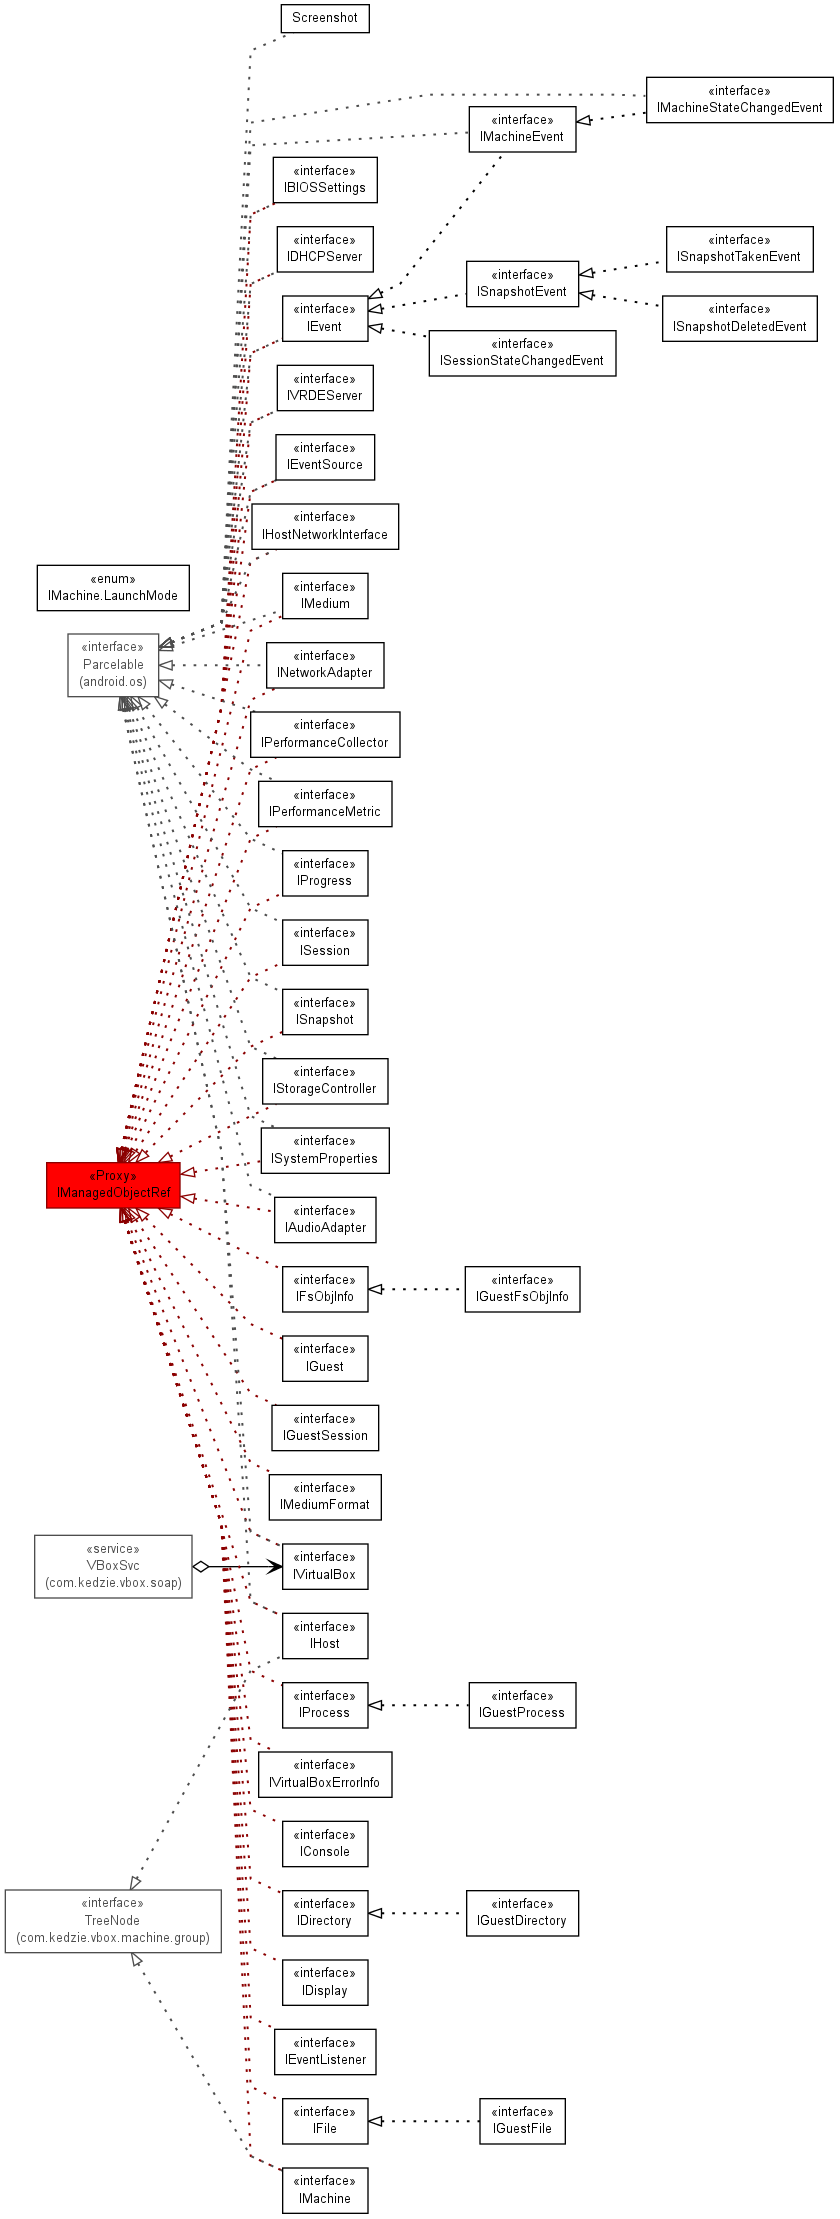 Screenshot
«interface»
IMachineStateChangedEvent
«interface»
IMachineEvent
«interface»
IBIOSSettings
«interface»
IDHCPServer
«interface»
ISnapshotTakenEvent
«interface»
ISnapshotEvent
«interface»
IEvent
«interface»
ISnapshotDeletedEvent
«interface»
ISessionStateChangedEvent
«interface»
IVRDEServer
«interface»
IEventSource
«interface»
IHostNetworkInterface
«enum»
IMachine.LaunchMode
«interface»
IMedium
«interface»
Parcelable
(android.os)
«interface»
INetworkAdapter
«interface»
IPerformanceCollector
«interface»
IPerformanceMetric
«interface»
IProgress
«interface»
ISession
«interface»
ISnapshot
«interface»
IStorageController
«interface»
ISystemProperties
«Proxy»
IManagedObjectRef
«interface»
IAudioAdapter
«interface»
IFsObjInfo
«interface»
IGuestFsObjInfo
«interface»
IGuest
«interface»
IGuestSession
«interface»
IMediumFormat
«service»
VBoxSvc
(com.kedzie.vbox.soap)
«interface»
IVirtualBox
«interface»
IHost
«interface»
IProcess
«interface»
IGuestProcess
«interface»
IVirtualBoxErrorInfo
«interface»
IConsole
«interface»
TreeNode
(com.kedzie.vbox.machine.group)
«interface»
IDirectory
«interface»
IGuestDirectory
«interface»
IDisplay
«interface»
IEventListener
«interface»
IFile
«interface»
IGuestFile
«interface»
IMachine